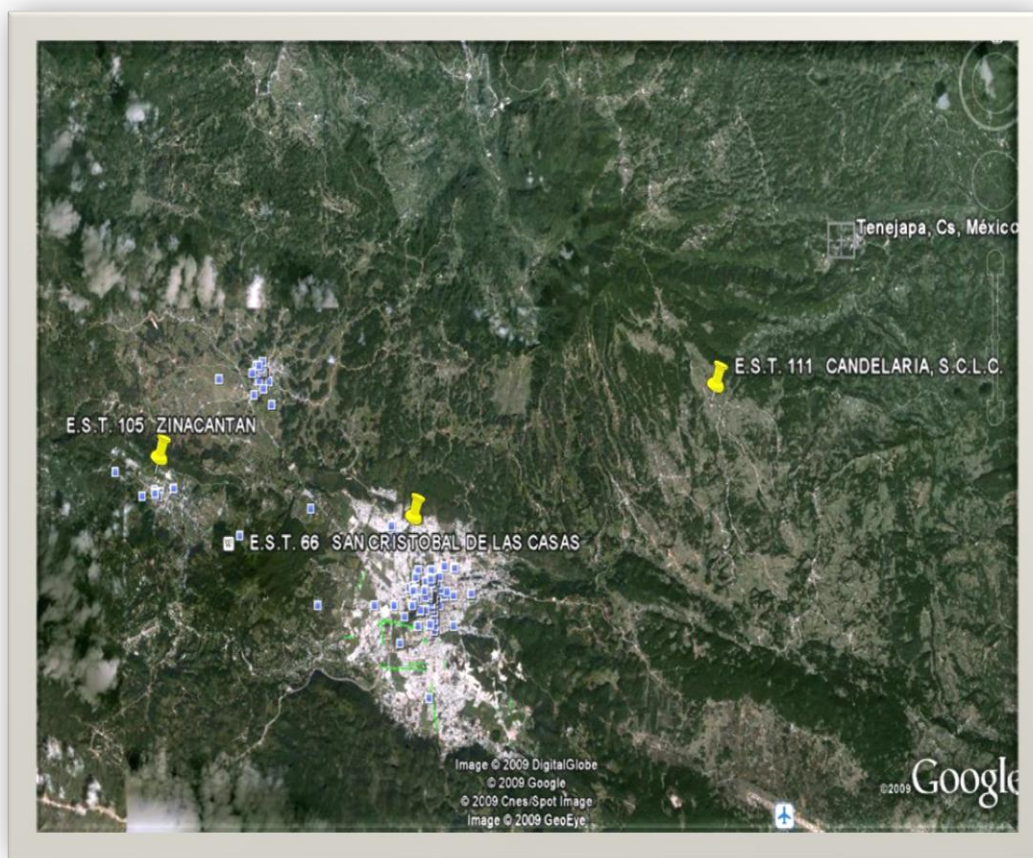 Tenejapa, Cs, México
E.S.T. 111 CANDELARIA, S.C.L.C.
E.S.T. 105 ZINACANTAN
E.S.T. 66 SAN CRISTOBAL DE LAS CASAS
Image © 2009 DigitalGlobe
© 2009 Google
© 2009 Cnes/Spot Image
Image © 2009 GeoEye
©2009 Google